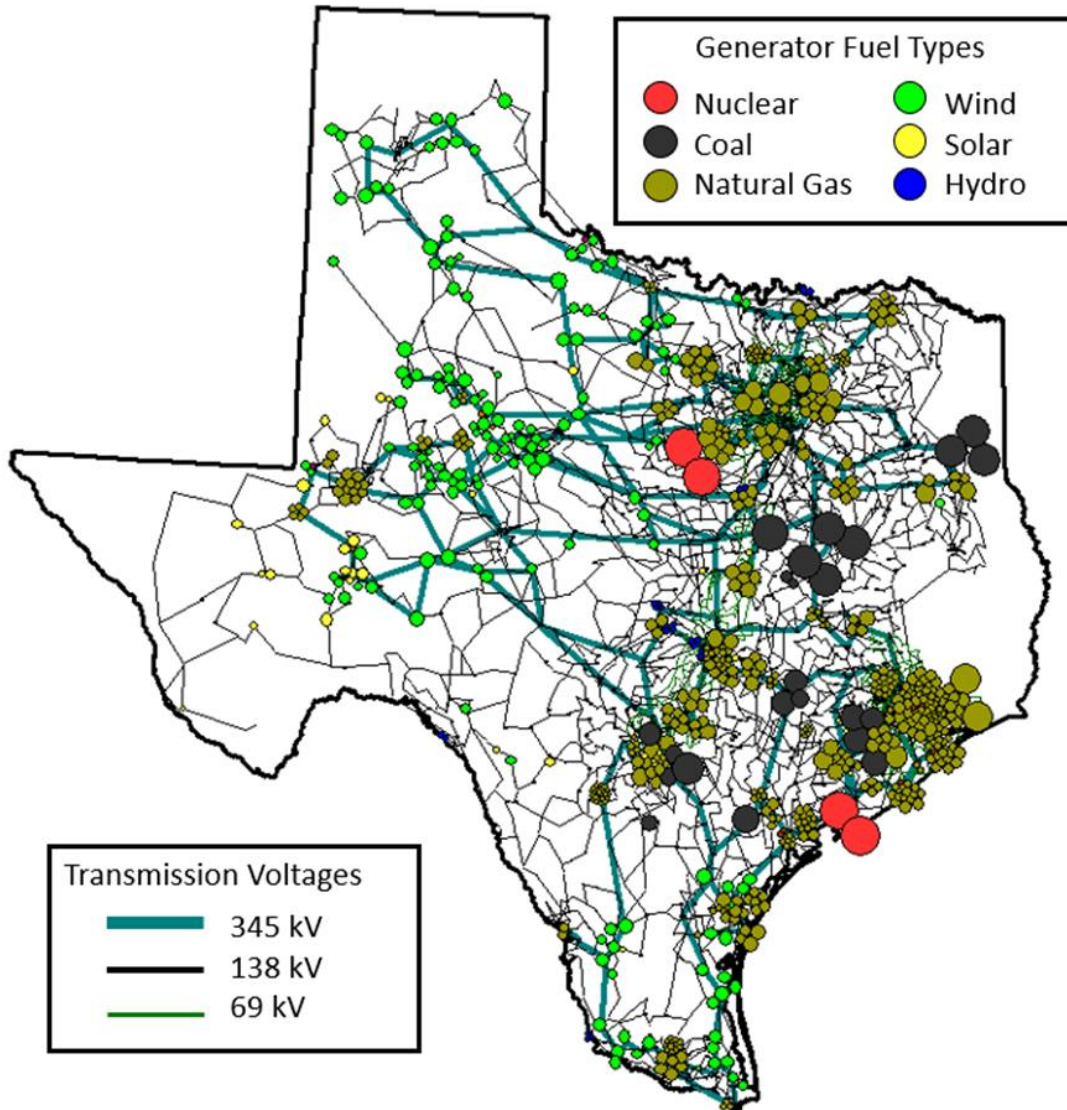 Generator Fuel Types
Nuclear
Wind
Coal
Solar
Natural Gas
Hydro
Transmission Voltages
345 kV
138 kV
69 kV